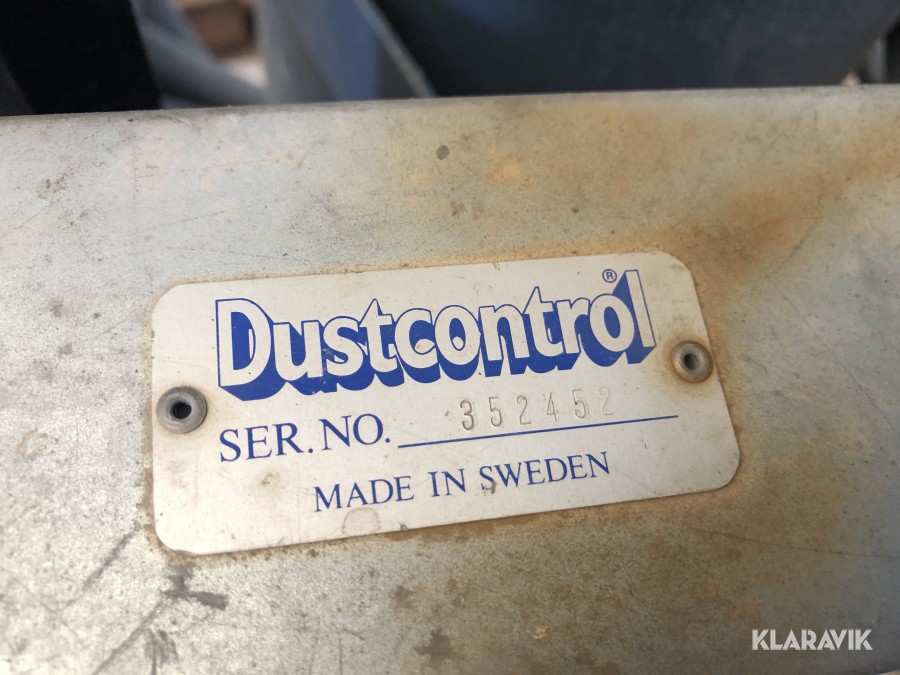 Dustcontrol®
SER. NO. 352452
MADE IN SWEDEN
KLARAVIK